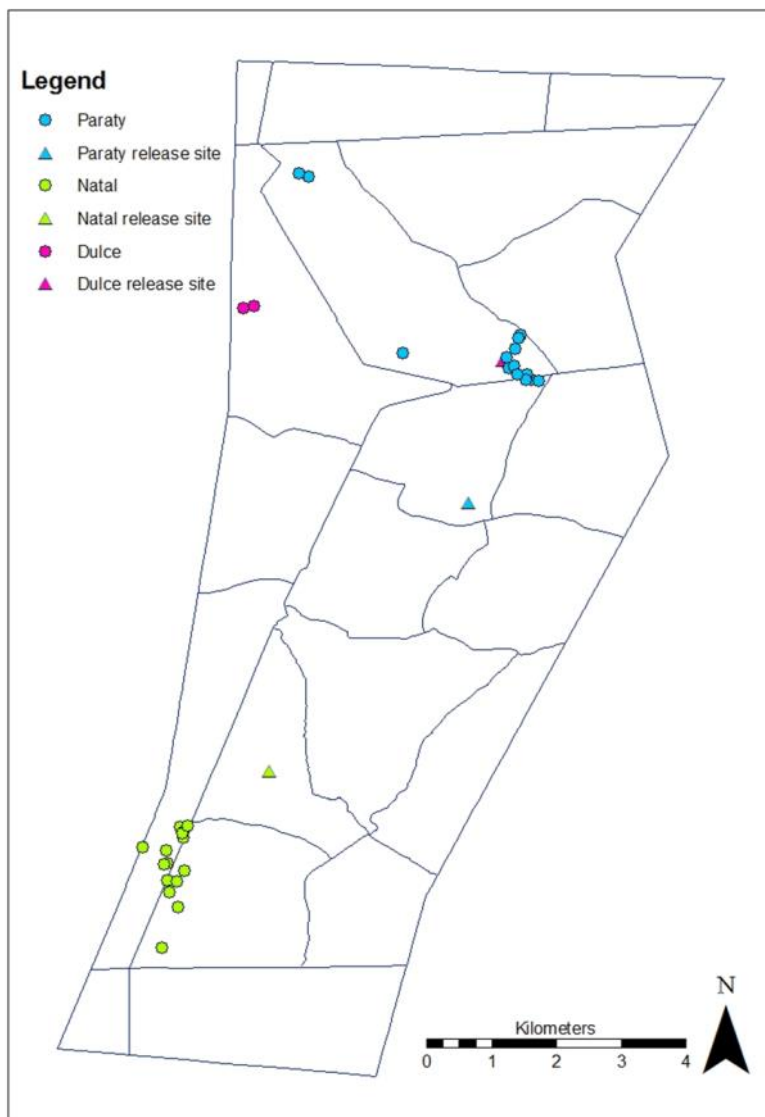 Legend
Paraty
Paraty release site
Natal
Natal release site
Dulce
Dulce release site
N
Kilometers
0 1 2 3 4